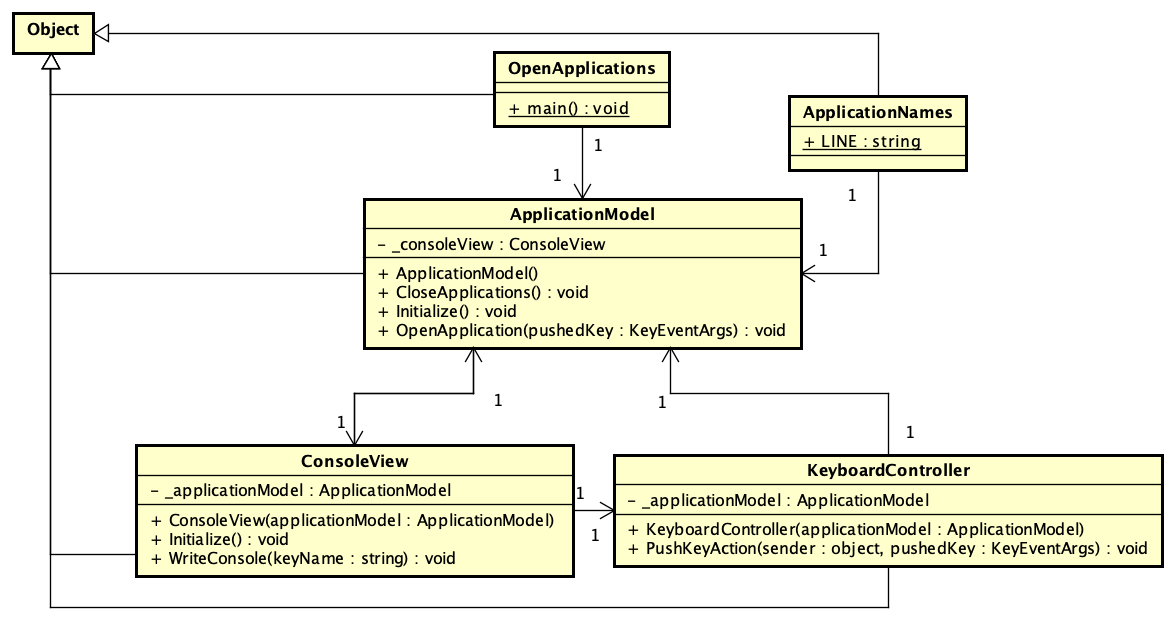 Object
OpenApplications
+ main() : void
ApplicationNames
+ LINE : string
1
1
1
1
ApplicationModel
- _consoleView : ConsoleView
+ ApplicationModel()
+ CloseApplications() : void
+ Initialize() : void
+ OpenApplication(pushedKey : KeyEventArgs) : void
1
1
1
1
ConsoleView
- _applicationModel : ApplicationModel
+ ConsoleView(applicationModel : ApplicationModel)
+ Initialize() : void
+ WriteConsole(keyName : string) : void
1
1
KeyboardController
- _applicationModel : ApplicationModel
+ KeyboardController(applicationModel : ApplicationModel)
+ PushKeyAction(sender : object, pushedKey : KeyEventArgs) : void